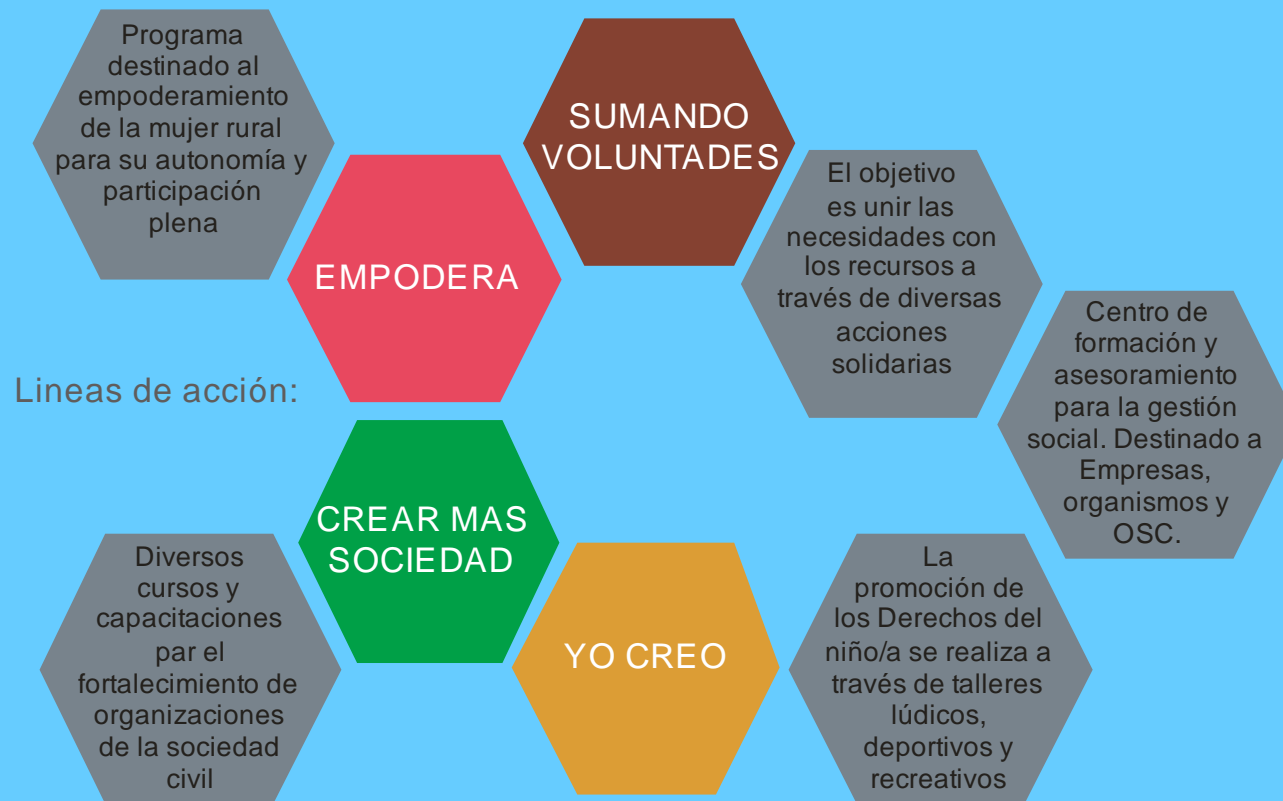 Programa
destinado al
empoderamiento
de la mujer rural
para su autonomía y
participación
plena
SUMANDO
VOLUNTADES
EMPODERA
El objetivo
es unir las
necesidades con
los recursos a
través de diversas
acciones
solidarias
Centro de
formación y
asesoramiento
para la gestión
social. Destinado a
Empresas,
organismos y
OSC.
Lineas de acción:
CREAR MAS
SOCIEDAD
Diversos
cursos y
capacitaciones
par el
fortalecimiento de
organizaciones
de la sociedad
civil
YO CREO
La
promoción de
los Derechos del
niño/a se realiza a
través de talleres
lúdicos,
deportivos y
recreativos